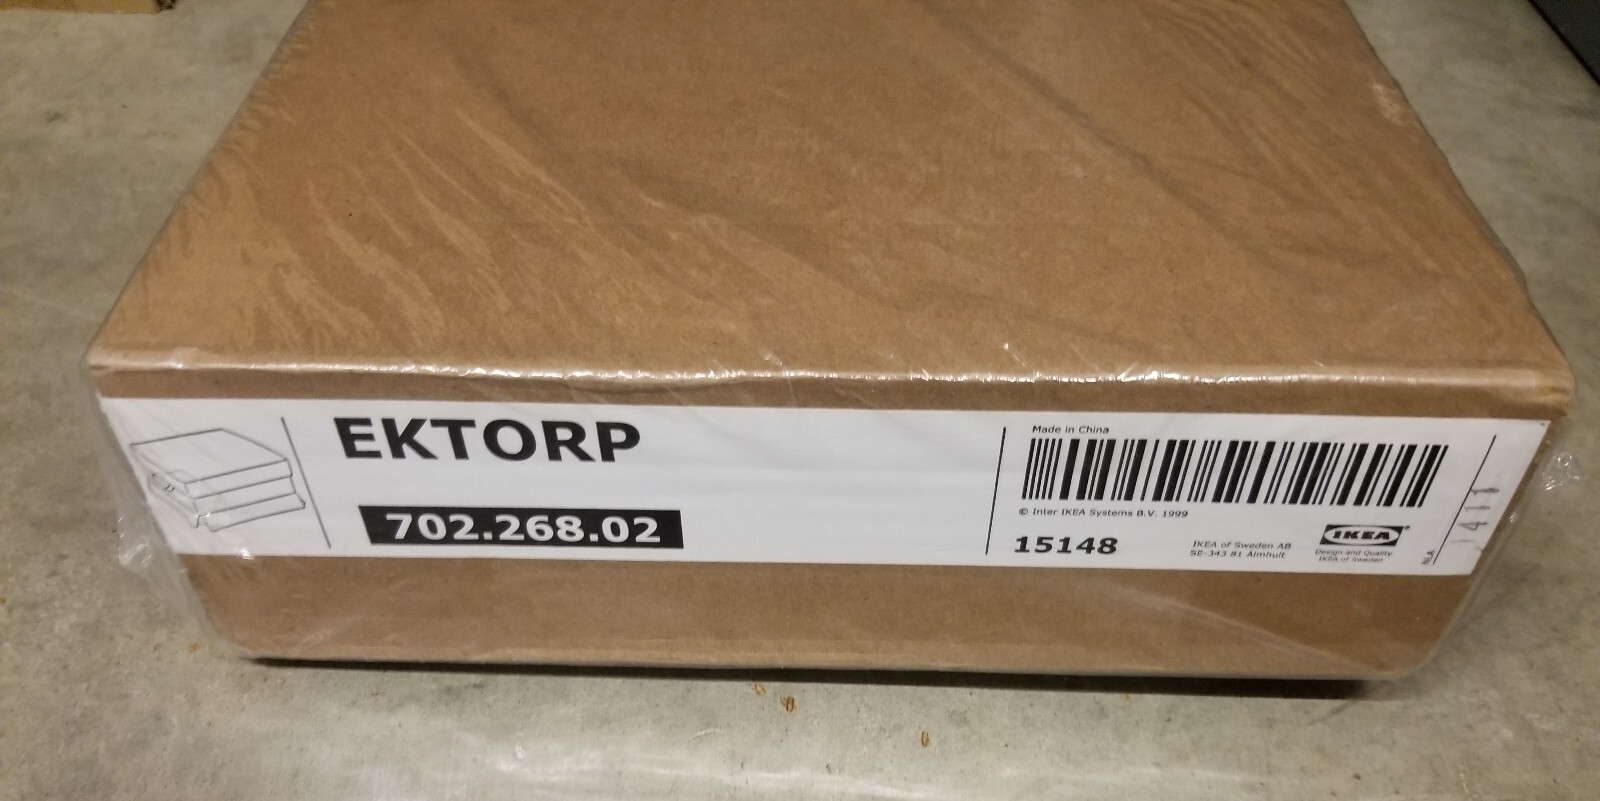 EKTORP
702.268.02
Made in China
© Inter IKEA Systems B.V. 1999
15148
IKEA of Sweden AB
SE-343 81 Älmhult
IKEA
Design and Quality
IKEA of Sweden
1411